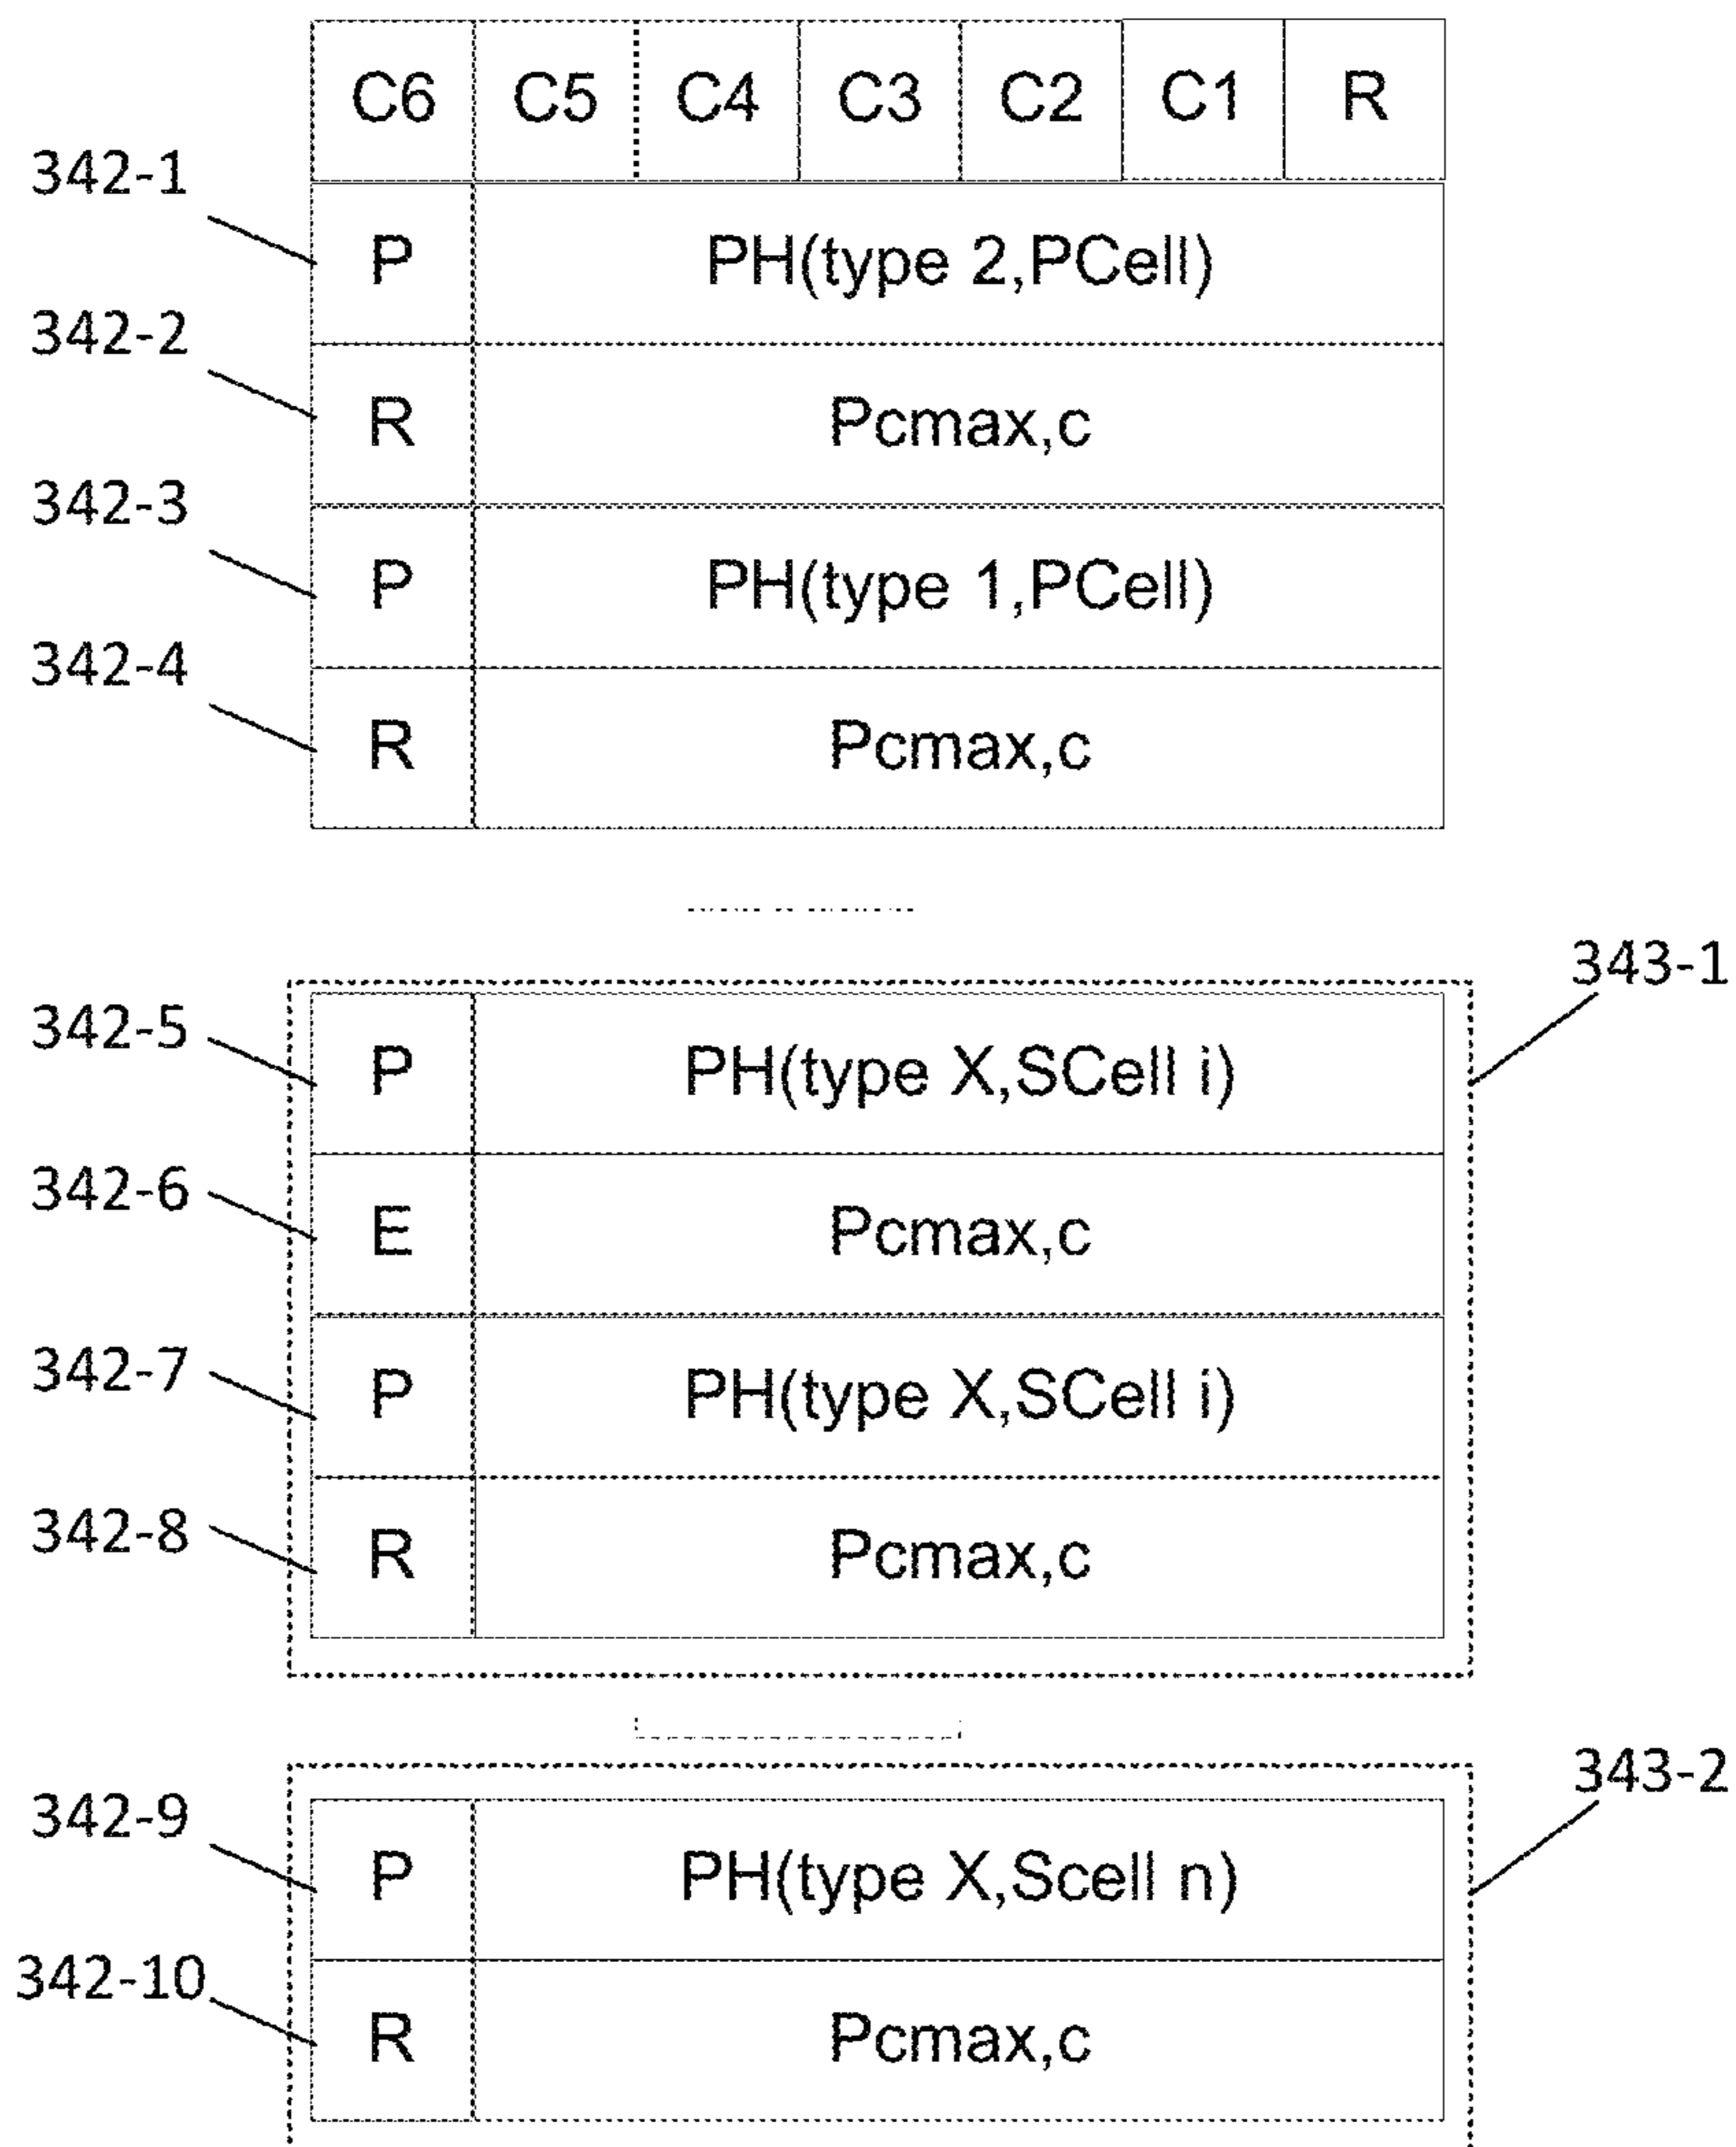 C6 C5 C4 C3 C2 C1 R
342-1
P PH(type 2,PCell)
342-2
R Pcmax,c
342-3
P PH(type 1,PCell)
342-4
R Pcmax,c
343-1
342-5 P PH(type X,SCell i)
342-6 E Pcmax,c
342-7 P PH(type X,SCell i)
342-8 R Pcmax,c
343-2
342-9 P PH(type X,Scell n)
342-10 R Pcmax,c